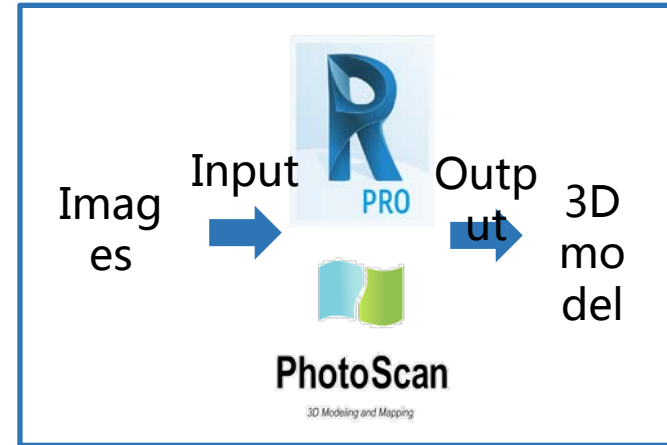 Imag
es
Input
R
PRO
Outp
ut
3D
mo
del
PhotoScan
3D Modeling and Mapping